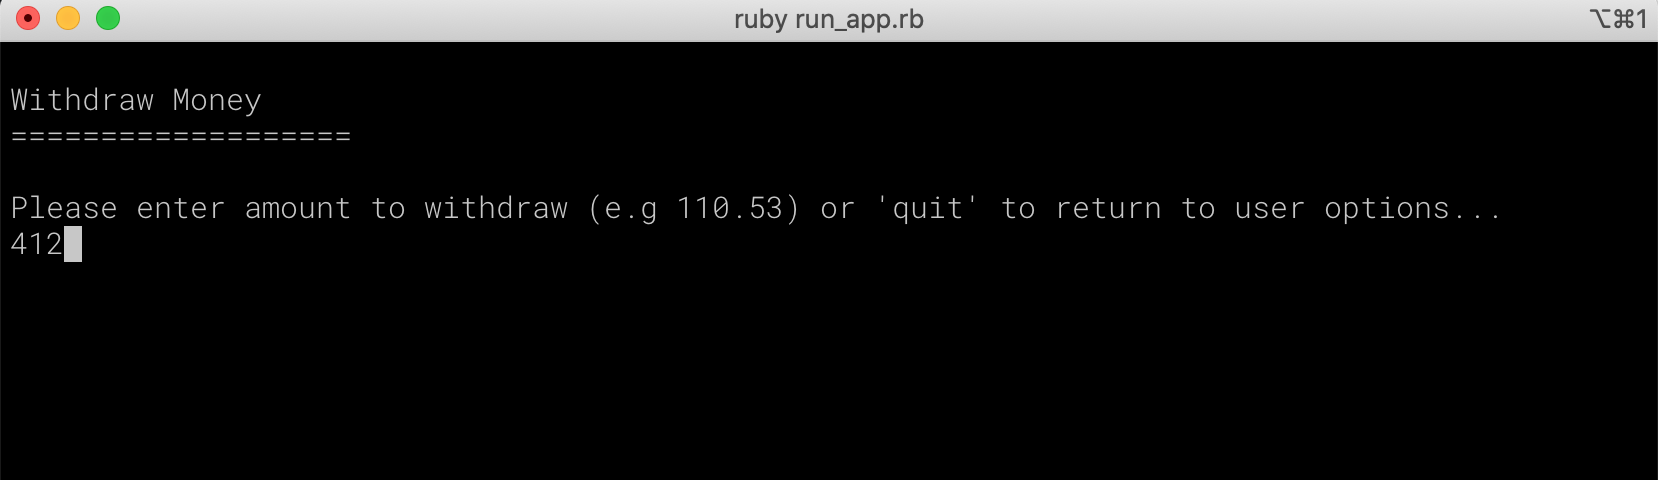 ruby run_app.rb
⌥⌘1
Withdraw Money
===================
Please enter amount to withdraw (e.g 110.53) or 'quit' to return to user options...
412